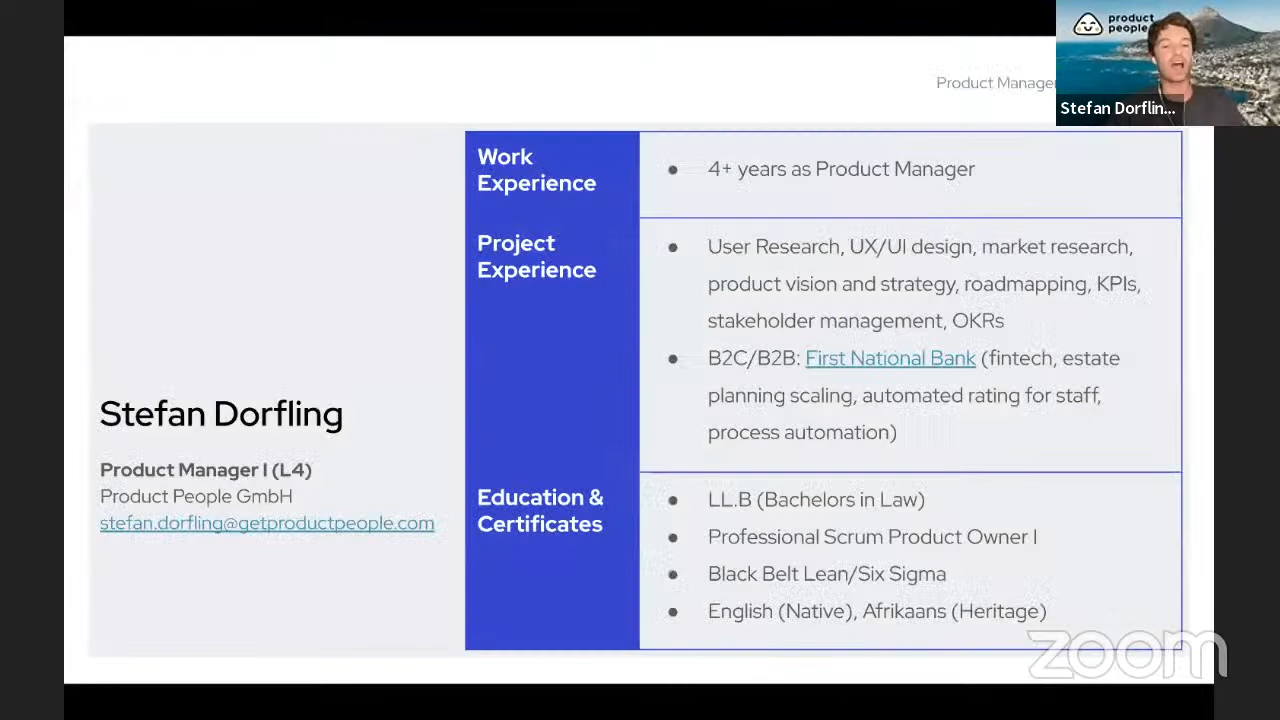 Product Manager
product
people
Stefan Dorflin...
Work
Experience
4+ years as Product Manager
Project
Experience
User Research, UX/UI design, market research,
product vision and strategy, roadmapping, KPIs,
stakeholder management, OKRs
B2C/B2B: First National Bank (fintech, estate
planning scaling, automated rating for staff,
process automation)
Stefan Dorfling
Product Manager I (L4)
Product People GmbH
stefan.dorfling@getproductpeople.com
Education &
Certificates
LL.B (Bachelors in Law)
Professional Scrum Product Owner I
Black Belt Lean/Six Sigma
English (Native), Afrikaans (Heritage)
zoom